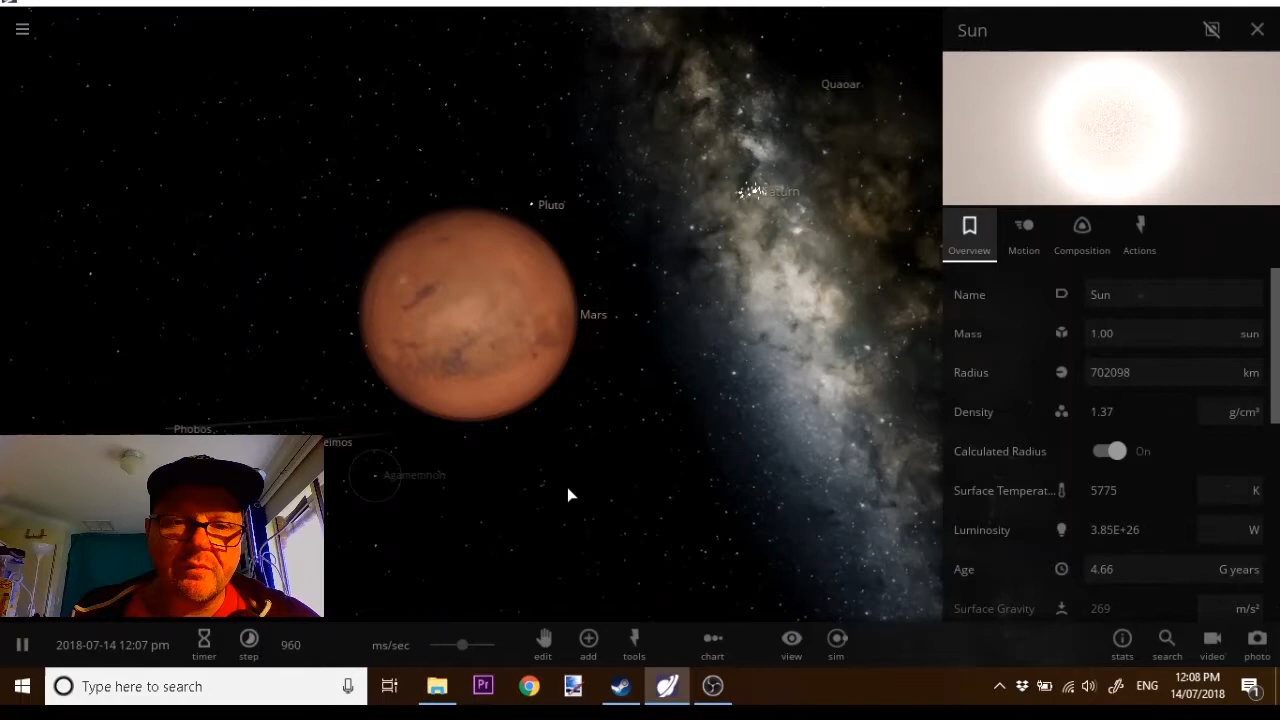 Sun
Quaoar
Saturn
Pluto
Overview Motion Composition Actions
Name Sun
Mars
Mass 1.00 sun
Radius 702098 km
Density 1.37 g/cm³
Phobos
eimos
Calculated Radius On
Agamemnon
Surface Temperat... 5775 K
Luminosity 3.85E+26 W
Age 4.66 G years
Surface Gravity 269 m/s²
2018-07-14 12:07 pm timer step 960 ms/sec edit add tools chart view sim stats search video photo
Type here to search Pr ENG 12:08 PM
14/07/2018 1